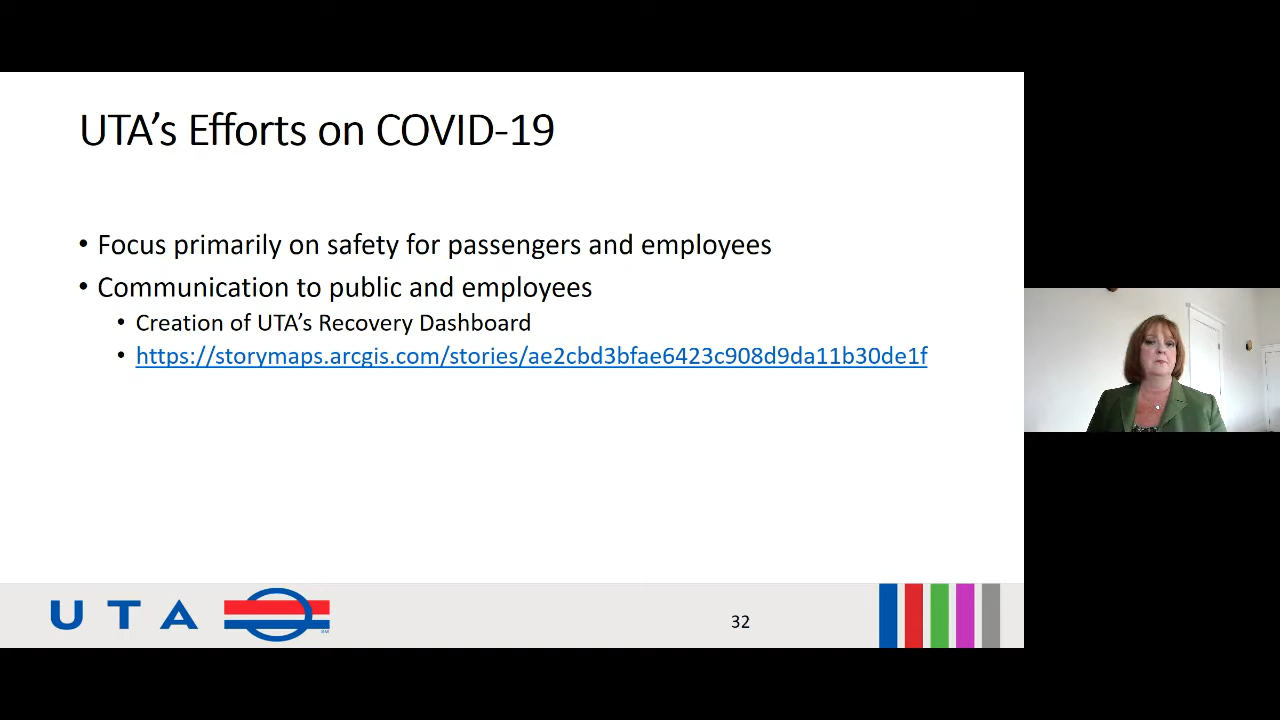 UTA’s Efforts on COVID-19
• Focus primarily on safety for passengers and employees
• Communication to public and employees
• Creation of UTA’s Recovery Dashboard
• https://storymaps.arcgis.com/stories/ae2cbd3bfae6423c908d9da11b30de1f
U T A
32